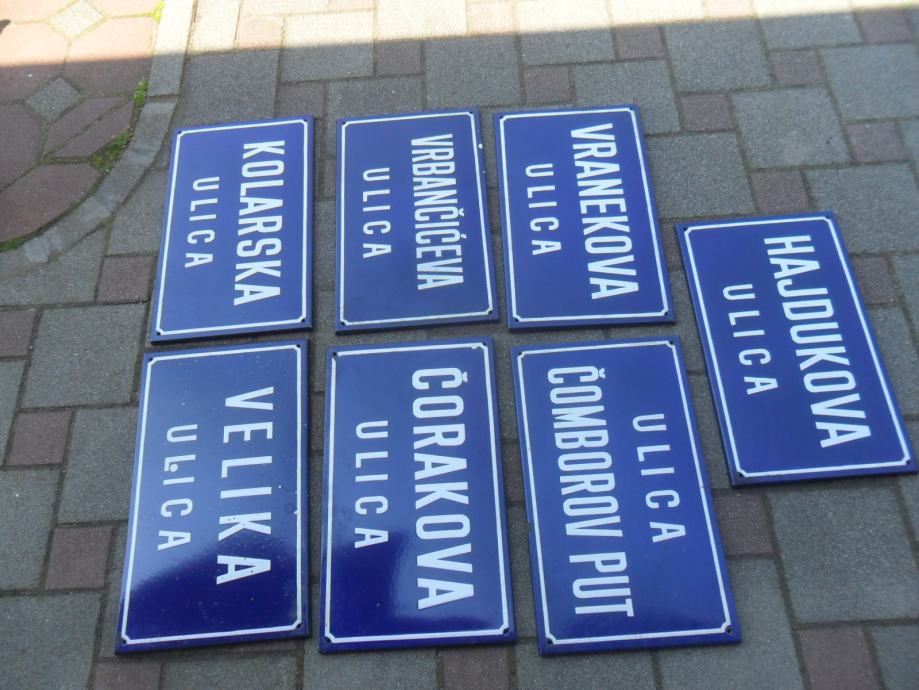 KOLARSKA
ULICA
VRBANČIĆEVA
ULICA
VRANEKOVA
ULICA
HAJDUKOVA
ULICA
VELIKA
ULICA
ČORAKOVA
ULICA
ULICA
ČOMBOROV PUT